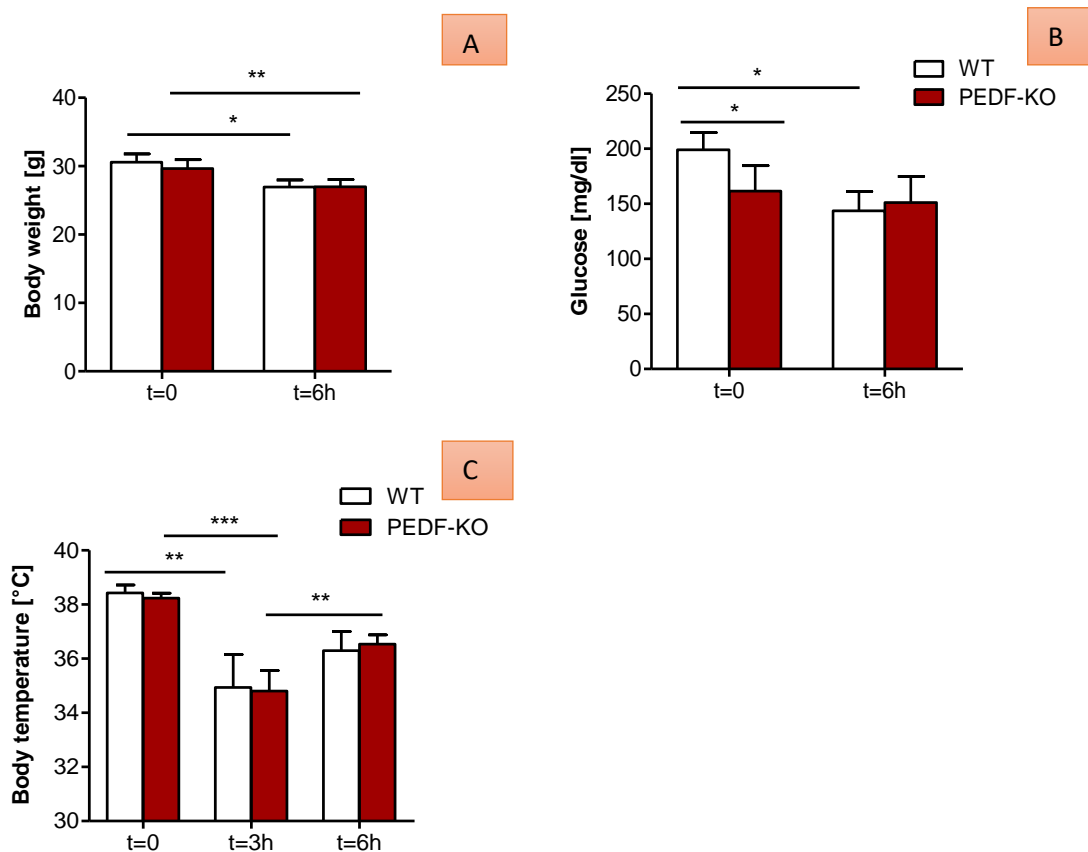 A
**
*
40
30
20
10
0
Body weight [g]
t=0
t=6h
B
WT
PEDF-KO
*
*
250
200
150
100
50
0
Glucose [mg/dl]
t=0
t=6h
C
WT
PEDF-KO
***
**
**
40
38
36
34
32
30
Body temperature [°C]
t=0
t=3h
t=6h